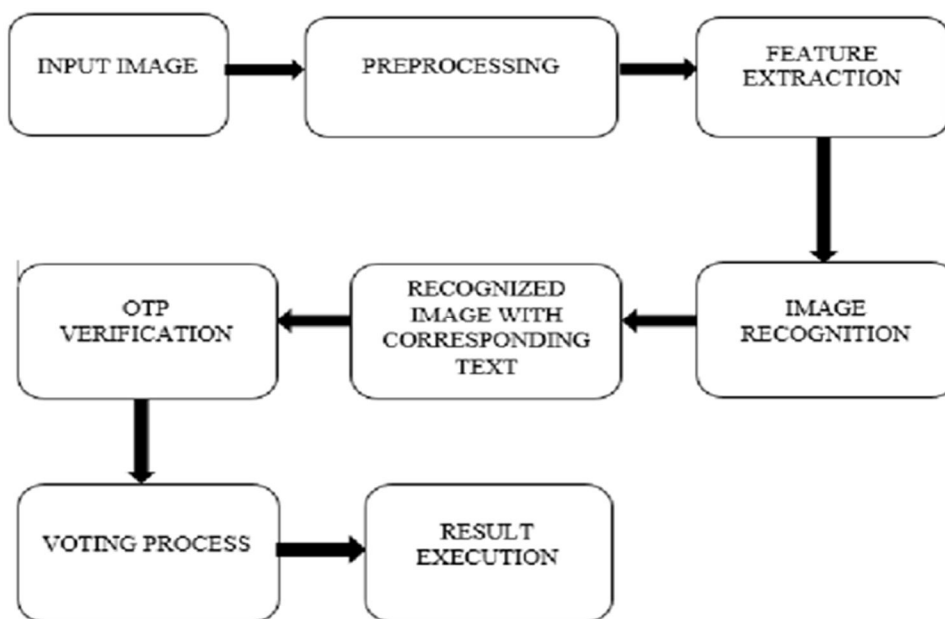 INPUT IMAGE
PREPROCESSING
FEATURE
EXTRACTION
IMAGE
RECOGNITION
RECOGNIZED
IMAGE WITH
CORRESPONDING
TEXT
OTP
VERIFICATION
VOTING PROCESS
RESULT
EXECUTION